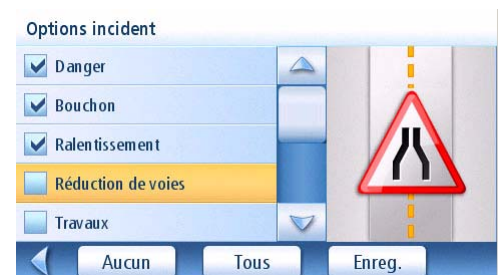 Options incident
Danger
Bouchon
Ralentissement
Réduction de voies
Travaux
Aucun
Tous
Enreg.